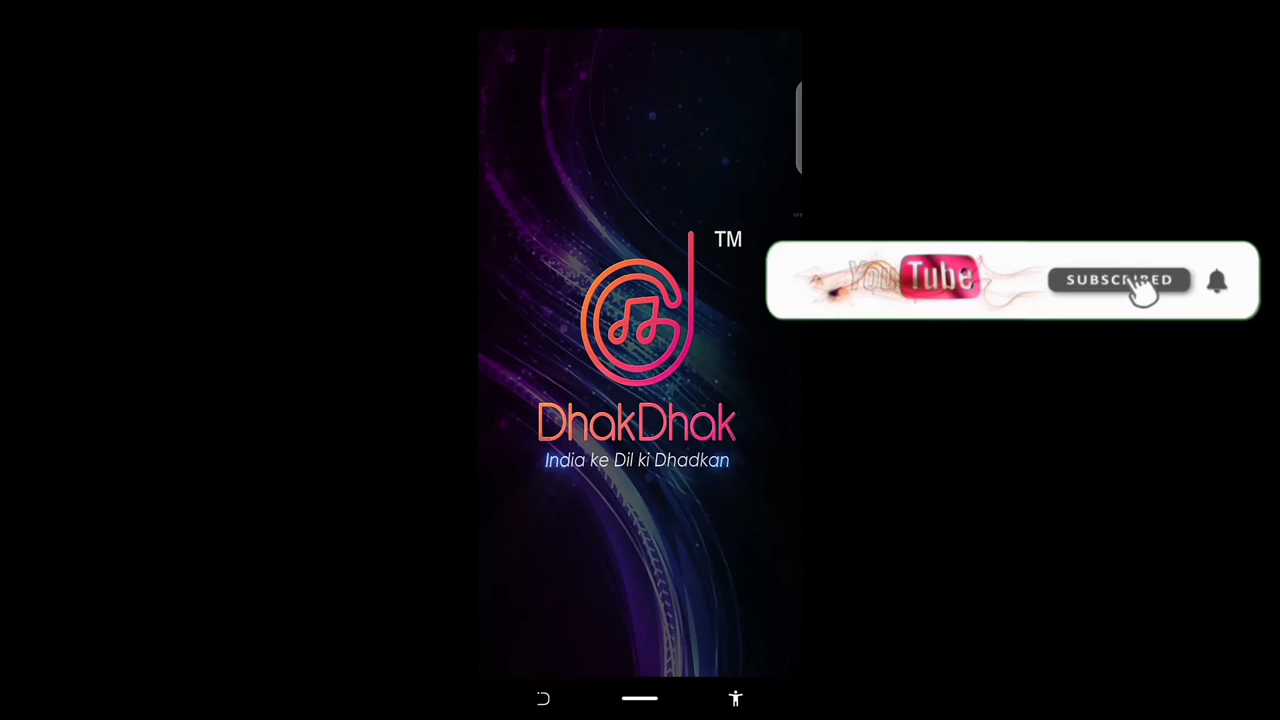 TM
YouTube
SUBSCRIBED
DhakDhak
India ke Dil ki Dhadkan